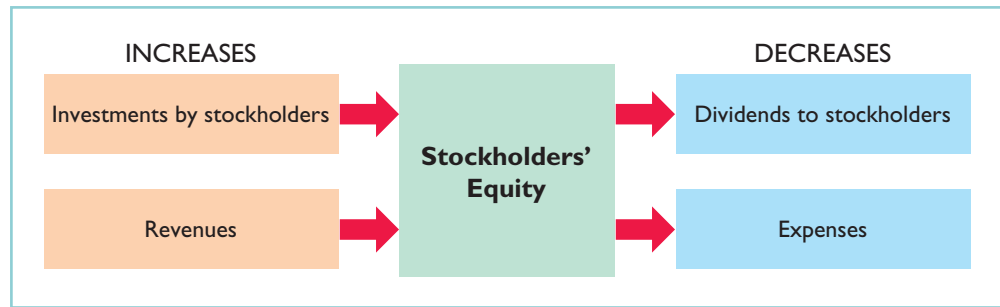 INCREASES
DECREASES
Investments by stockholders
Stockholders’
Equity
Dividends to stockholders
Revenues
Expenses